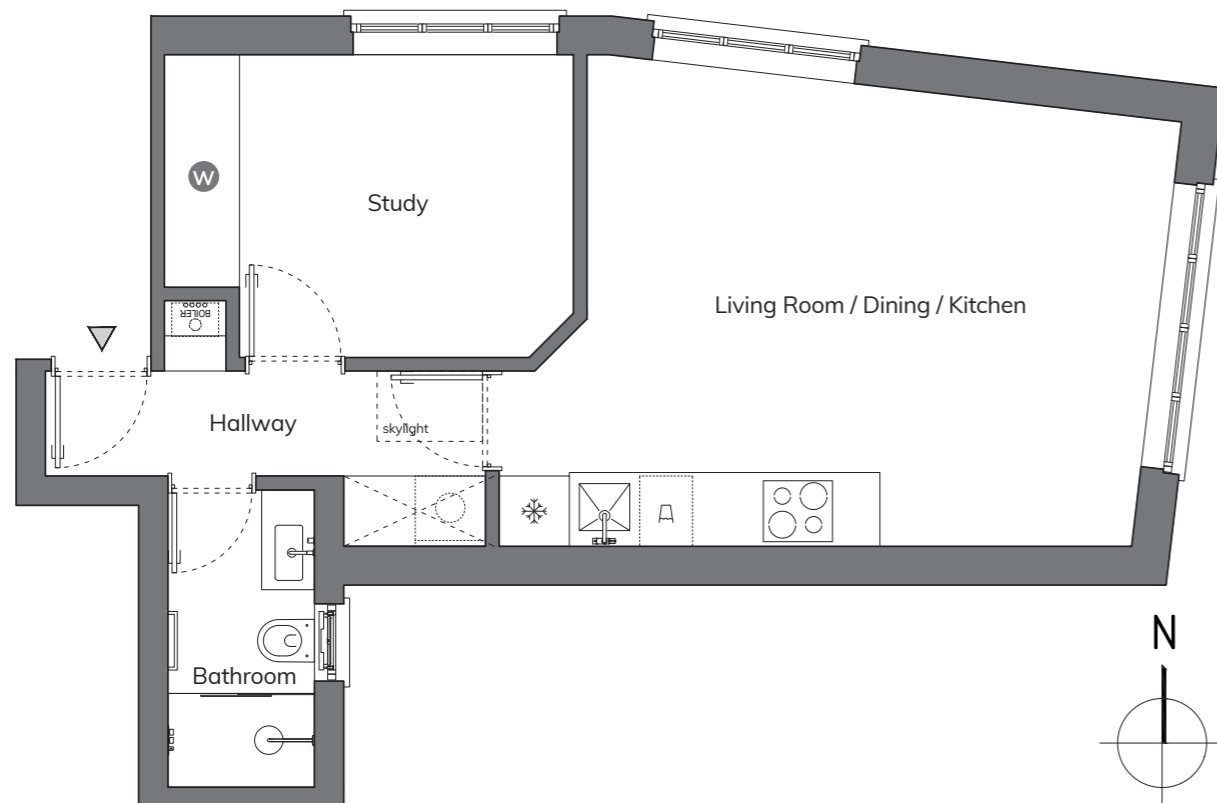 W
Study
BOILER
Living Room / Dining / Kitchen
Hallway
skylight
N
Bathroom